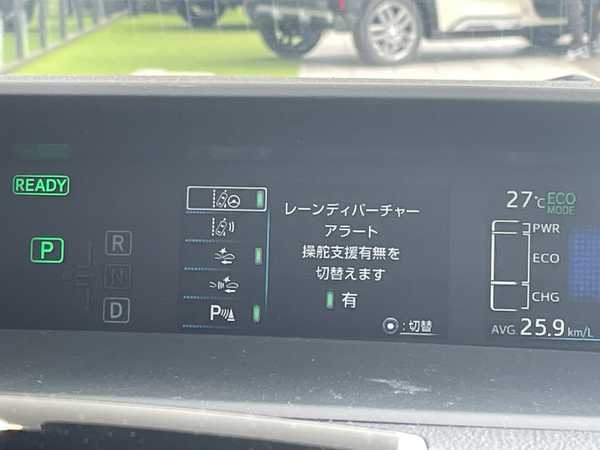 READY
P
R
N
D
P
レーンディパーチャー
アラート
操舵支援有無を
切替えます
有
:切替
27℃ ECO
MODE
PWR
ECO
CHG
AVG 25.9 km/L